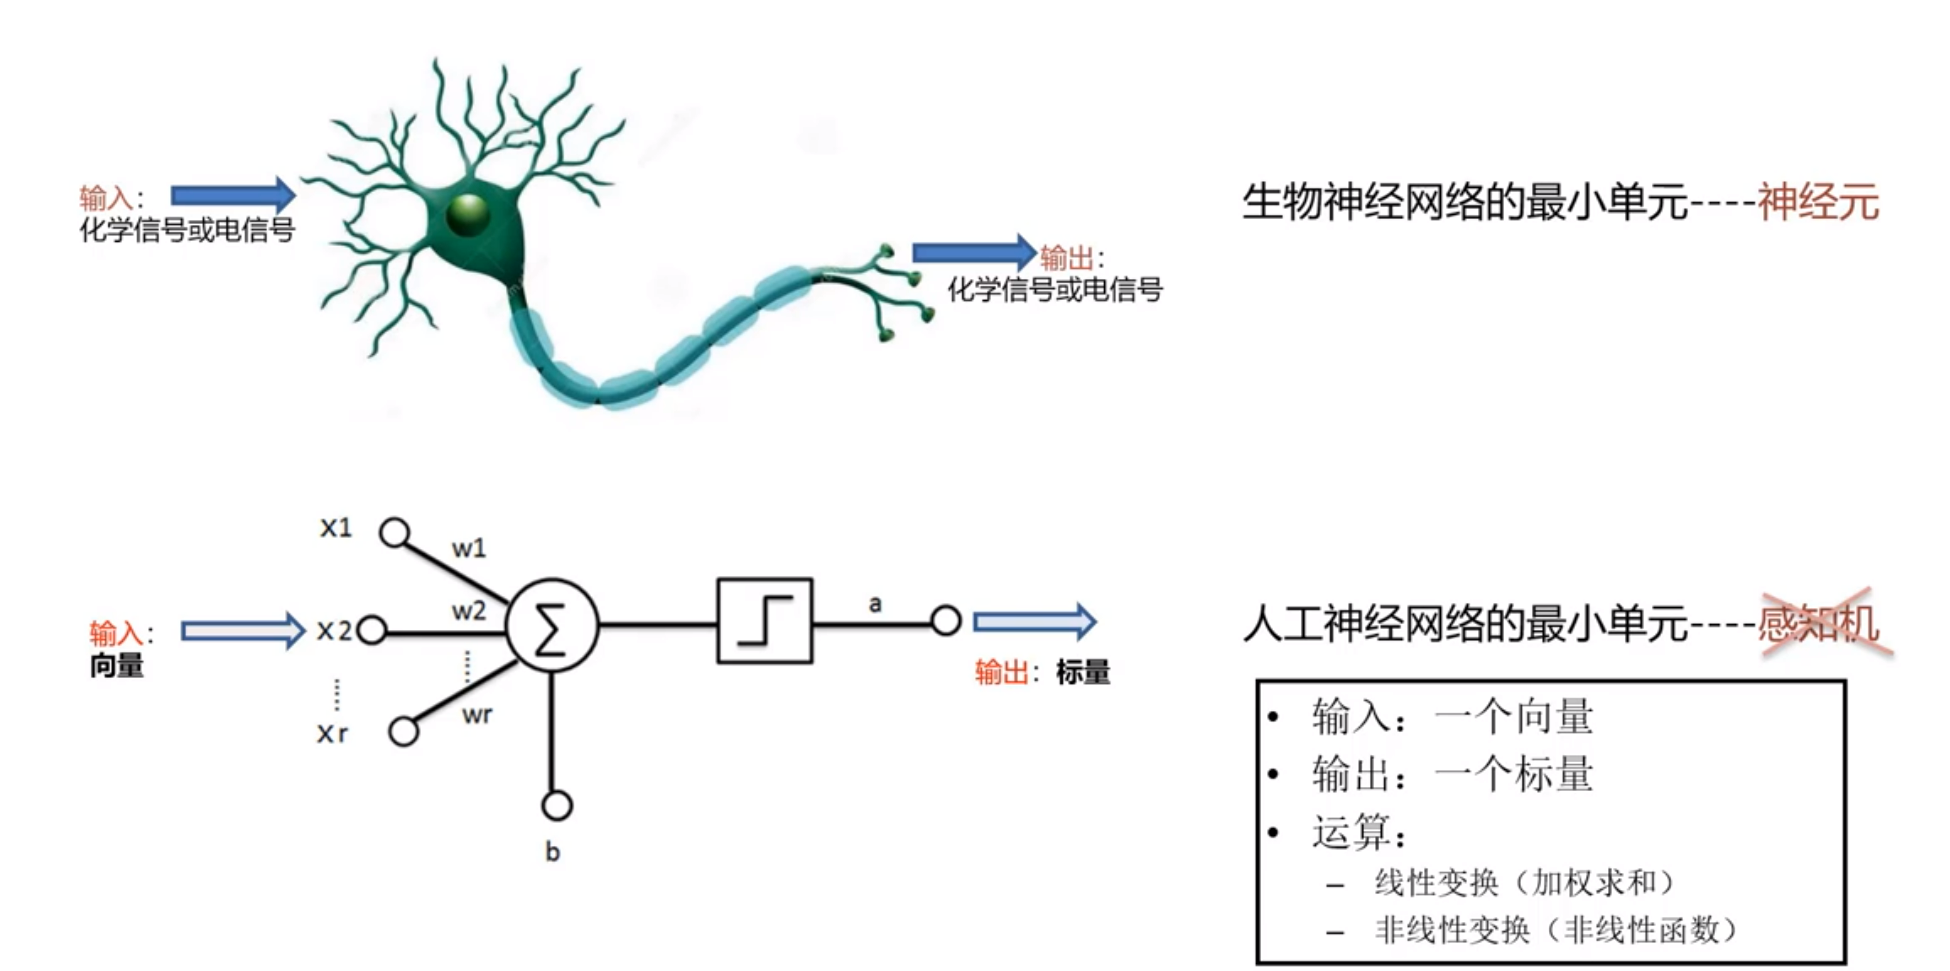 输入：
化学信号或电信号
输出：
化学信号或电信号
生物神经网络的最小单元----神经元
x1
w1
x2
w2
wr
xr
Σ
a
b
输入：
向量
输出：标量
人工神经网络的最小单元----感知机
• 输入：一个向量
• 输出：一个标量
• 运算：
– 线性变换（加权求和）
– 非线性变换（非线性函数）